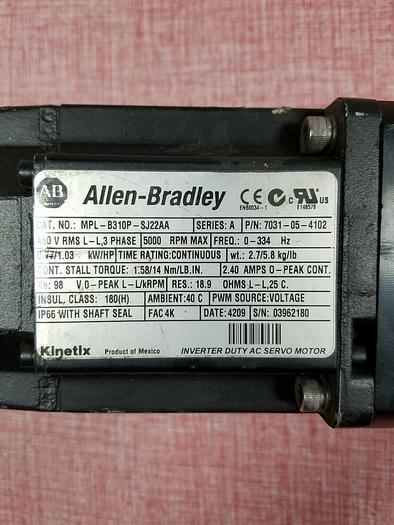 AB
Allen-Bradley
EN60034-1
c UL US
E148578
CAT. NO.: MPL-B310P-SJ22AA SERIES: A P/N: 7031-05-4102
460 V RMS L-L,3 PHASE 5000 RPM MAX FREQ.: 0-334 Hz
0.77/1.03 kW/HP TIME RATING:CONTINUOUS wt.: 2.7/5.8 kg/lb
CONT. STALL TORQUE: 1.58/14 Nm/LB.IN. 2.40 AMPS 0-PEAK CONT.
Ke: 98 V,0-PEAK L-L/kRPM RES.: 18.9 OHMS L-L,25 C.
INSUL, CLASS: 180(H) AMBIENT:40 C PWM SOURCE:VOLTAGE
IP66 WITH SHAFT SEAL FAC 4K DATE: 4209 S/N: 03962180
Kinetix Product of Mexico INVERTER DUTY AC SERVO MOTOR